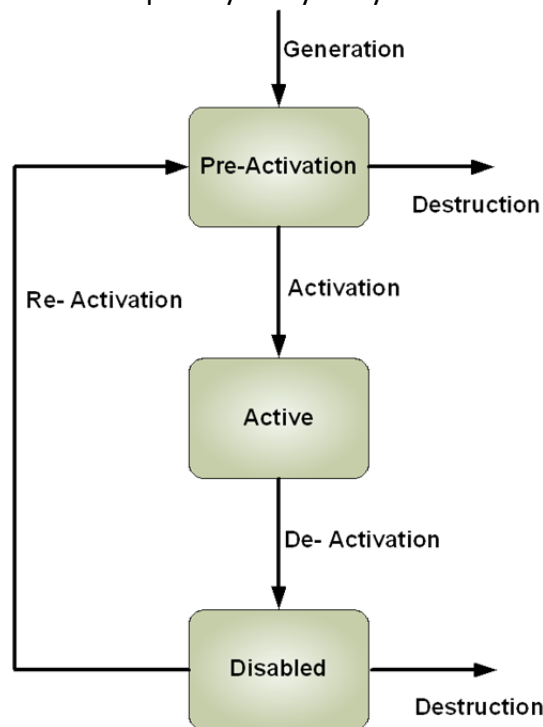 Generation
Pre-Activation
Destruction
Re- Activation
Activation
Active
De- Activation
Disabled
Destruction